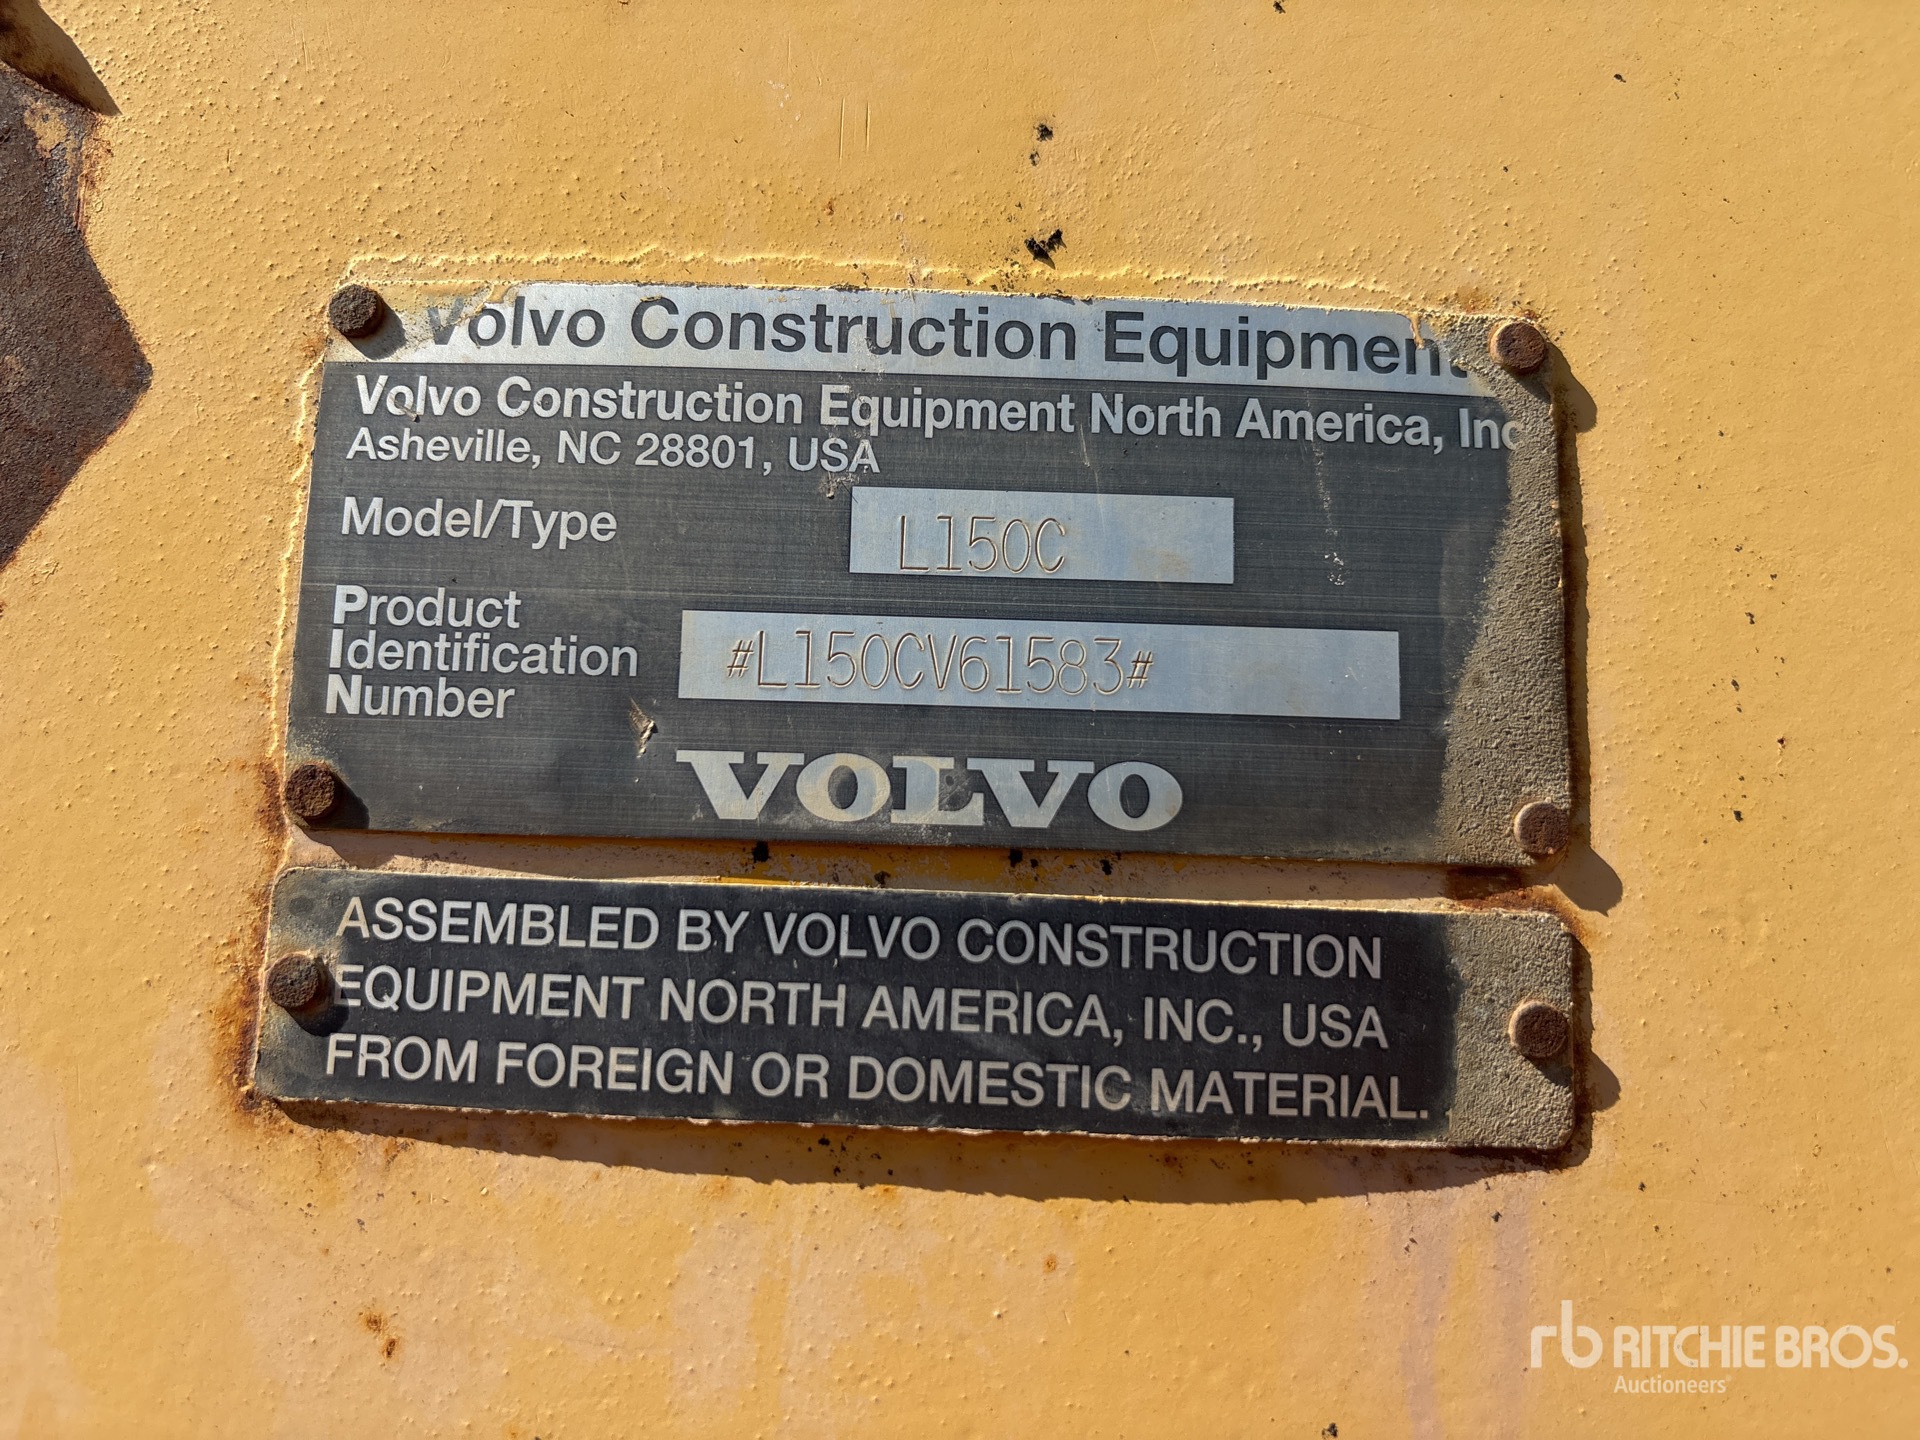 Volvo Construction Equipment
Volvo Construction Equipment North America, Inc
Asheville, NC 28801, USA
Model/Type L150C
Product
Identification #L150CV61583#
Number
VOLVO
ASSEMBLED BY VOLVO CONSTRUCTION
EQUIPMENT NORTH AMERICA, INC., USA
FROM FOREIGN OR DOMESTIC MATERIAL.
rb RITCHIE BROS.
Auctioneers